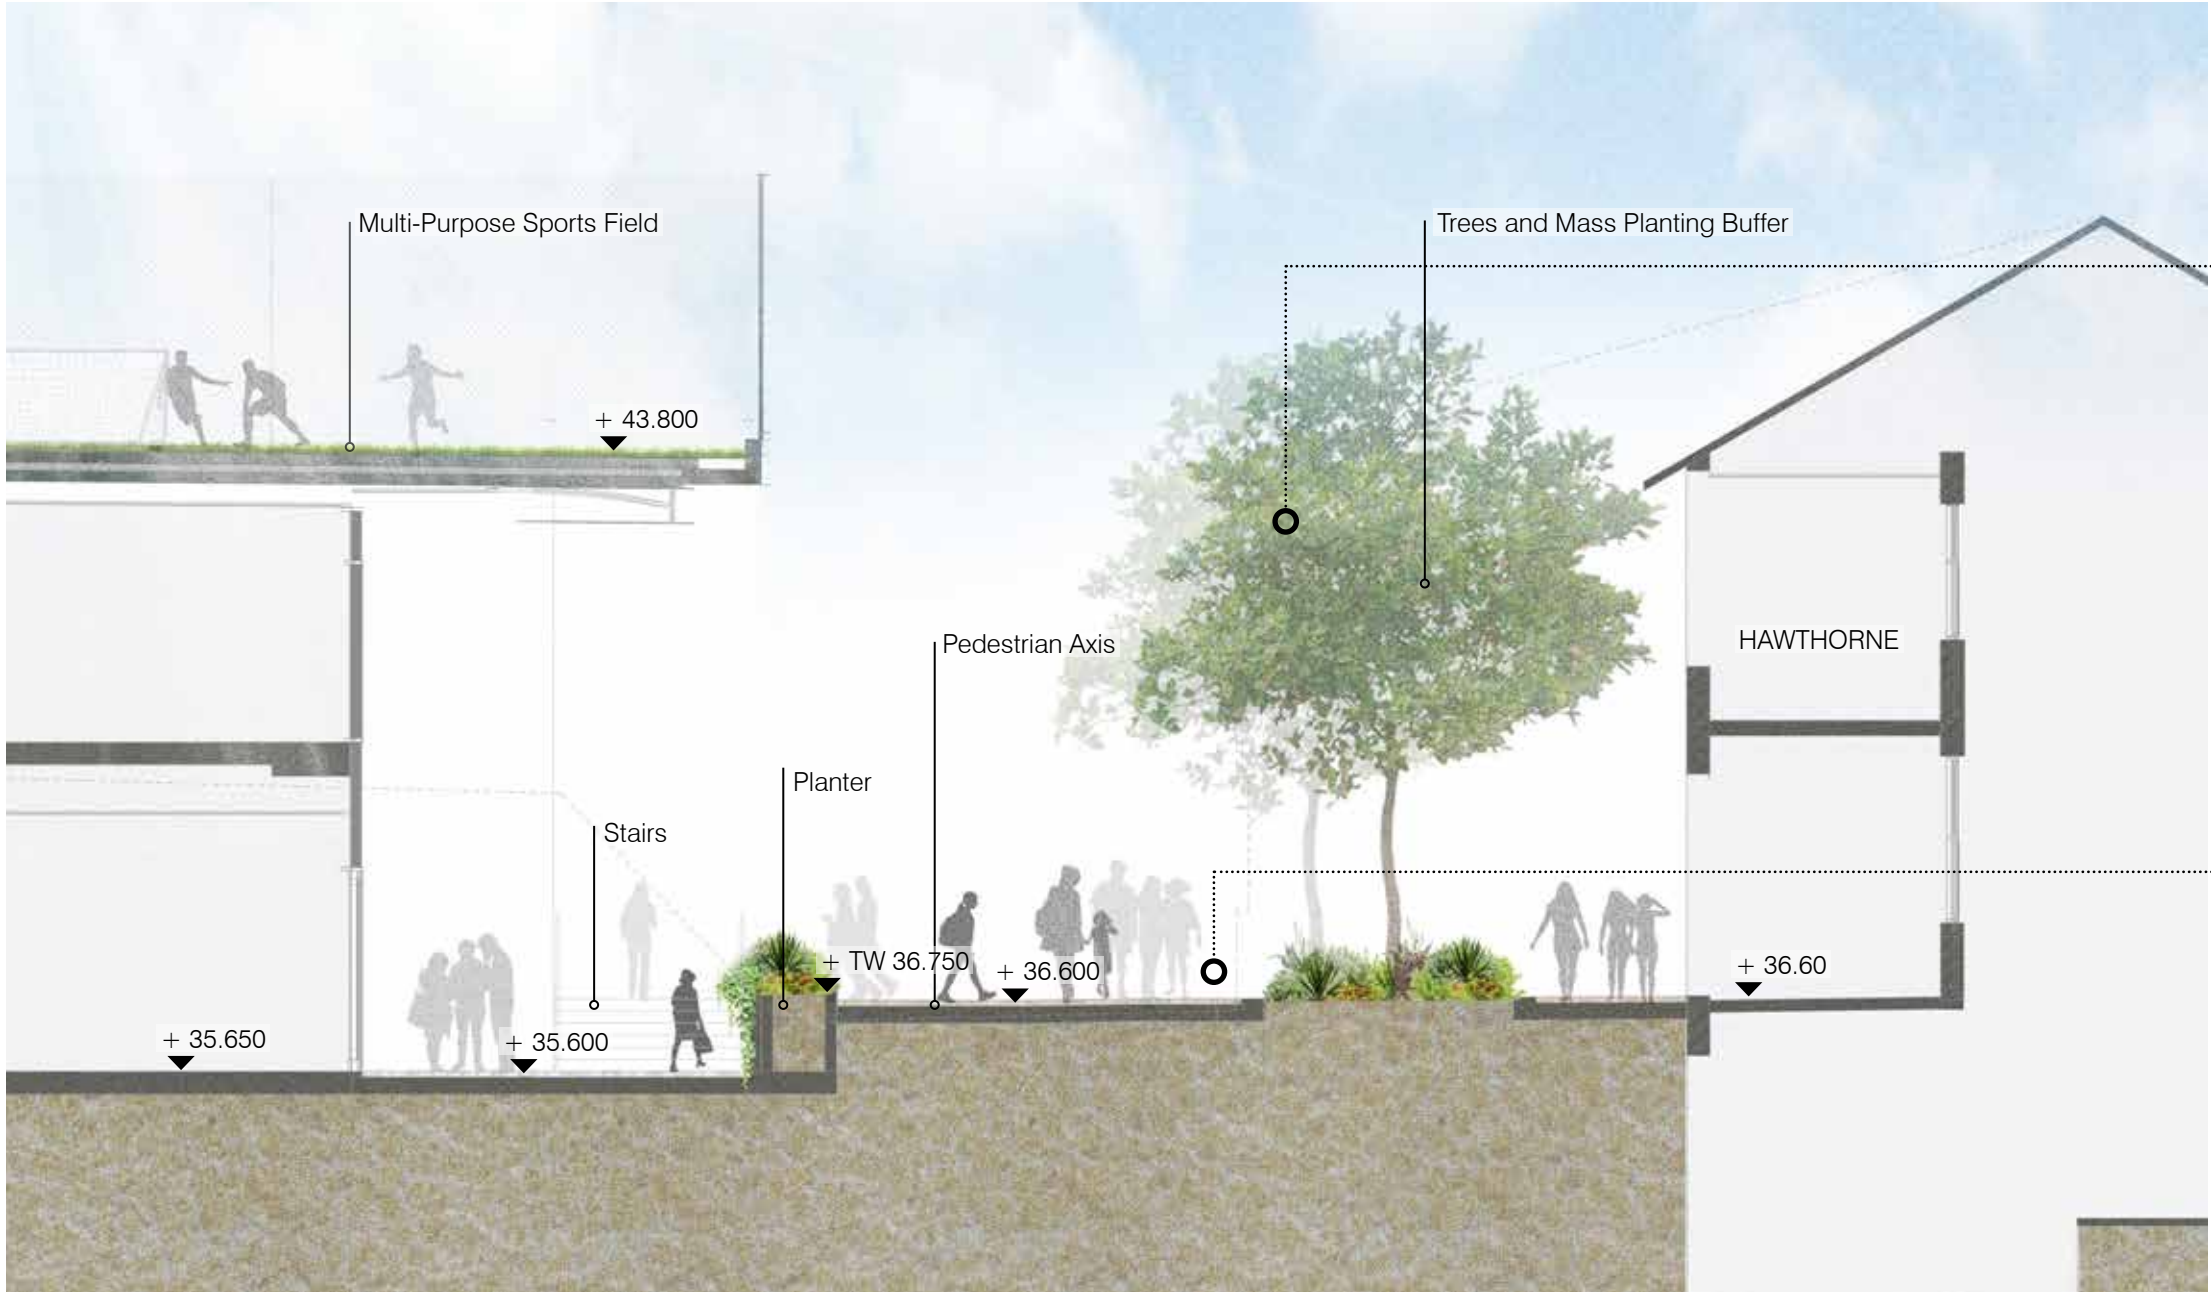 Multi-Purpose Sports Field
Trees and Mass Planting Buffer
+ 43.800
HAWTHORNE
Pedestrian Axis
Planter
Stairs
+ TW 36.750
+ 36.600
+ 36.60
+ 35.650
+ 35.600